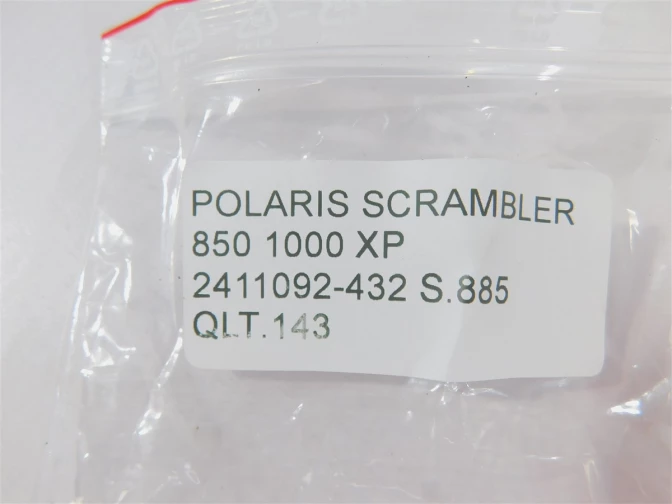 POLARIS SCRAMBLER
850 1000 XP
2411092-432 S.885
QLT.143